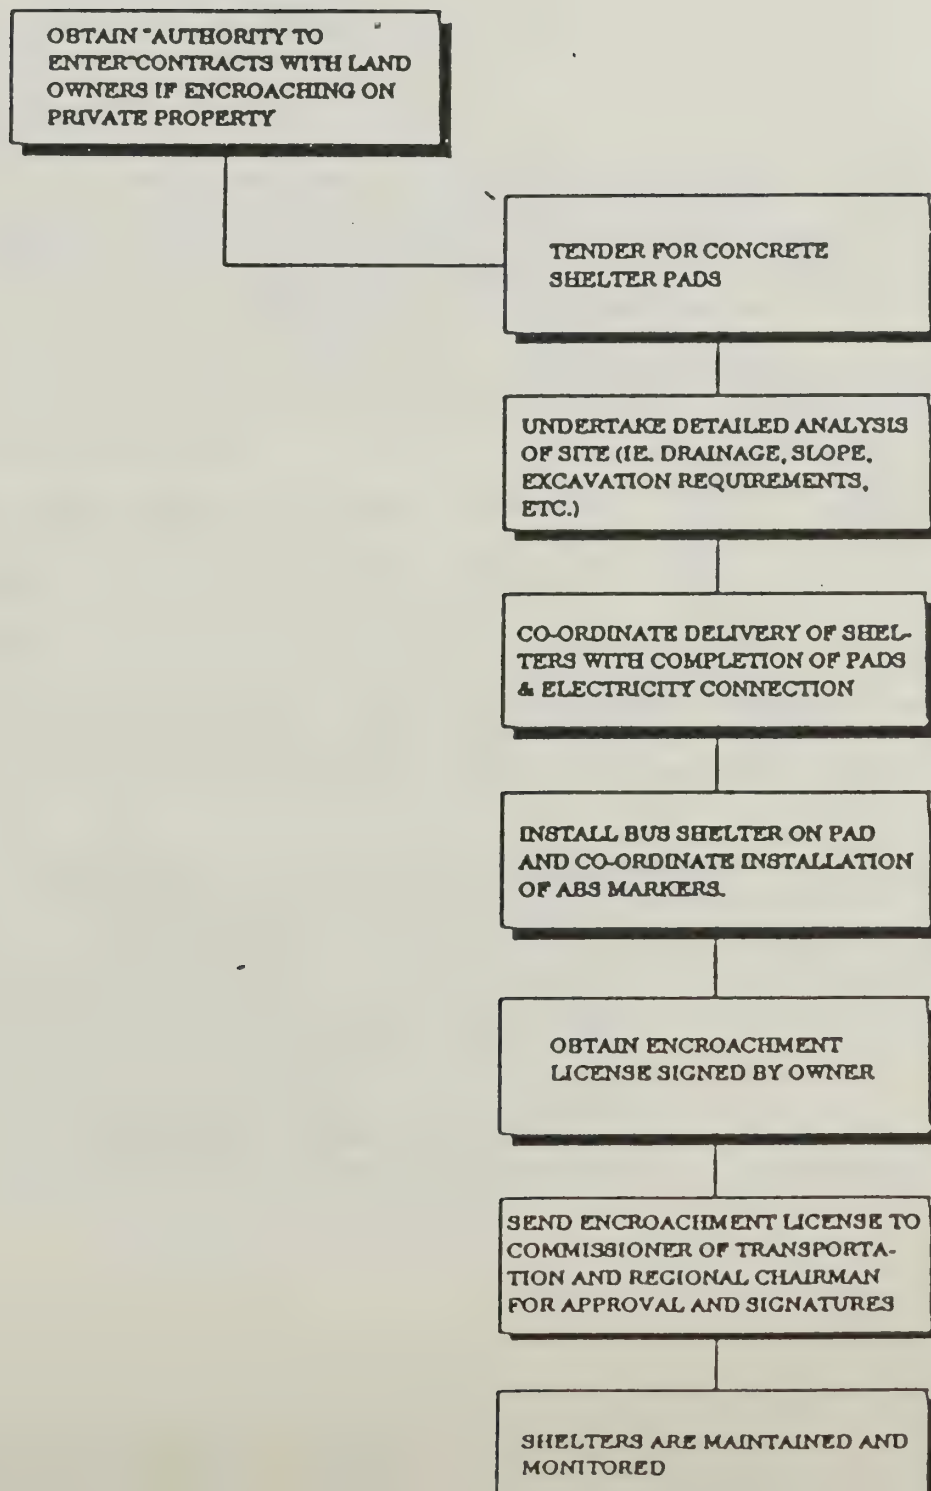 OBTAIN "AUTHORITY TO
ENTER"CONTRACTS WITH LAND
OWNERS IF ENCROACHING ON
PRIVATE PROPERTY
TENDER FOR CONCRETE
SHELTER PADS
UNDERTAKE DETAILED ANALYSIS
OF SITE (IE. DRAINAGE, SLOPE,
EXCAVATION REQUIREMENTS,
ETC.)
CO-ORDINATE DELIVERY OF SHEL-
TERS WITH COMPLETION OF PADS
& ELECTRICITY CONNECTION
INSTALL BUS SHELTER ON PAD
AND CO-ORDINATE INSTALLATION
OF ABS MARKERS.
OBTAIN ENCROACHMENT
LICENSE SIGNED BY OWNER
SEND ENCROACHMENT LICENSE TO
COMMISSIONER OF TRANSPORTA-
TION AND REGIONAL CHAIRMAN
FOR APPROVAL AND SIGNATURES
SHELTERS ARE MAINTAINED AND
MONITORED